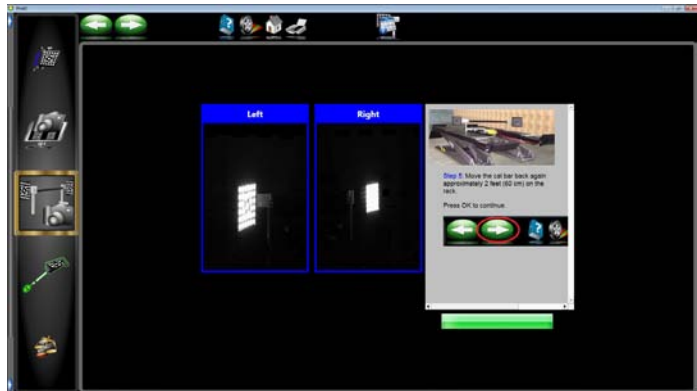 Left
Right
Step 5: Move the cal bar back again
approximately 2 feet (60 cm) on the
rack.
Press OK to continue.